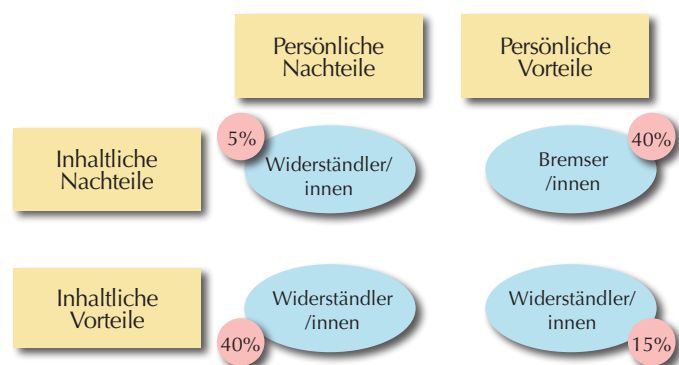 Persönliche
Nachteile
Persönliche
Vorteile
Inhaltliche
Nachteile
5%
Widerständler/
innen
40%
Bremser
/innen
Inhaltliche
Vorteile
40%
Widerständler
/innen
15%
Widerständler/
innen